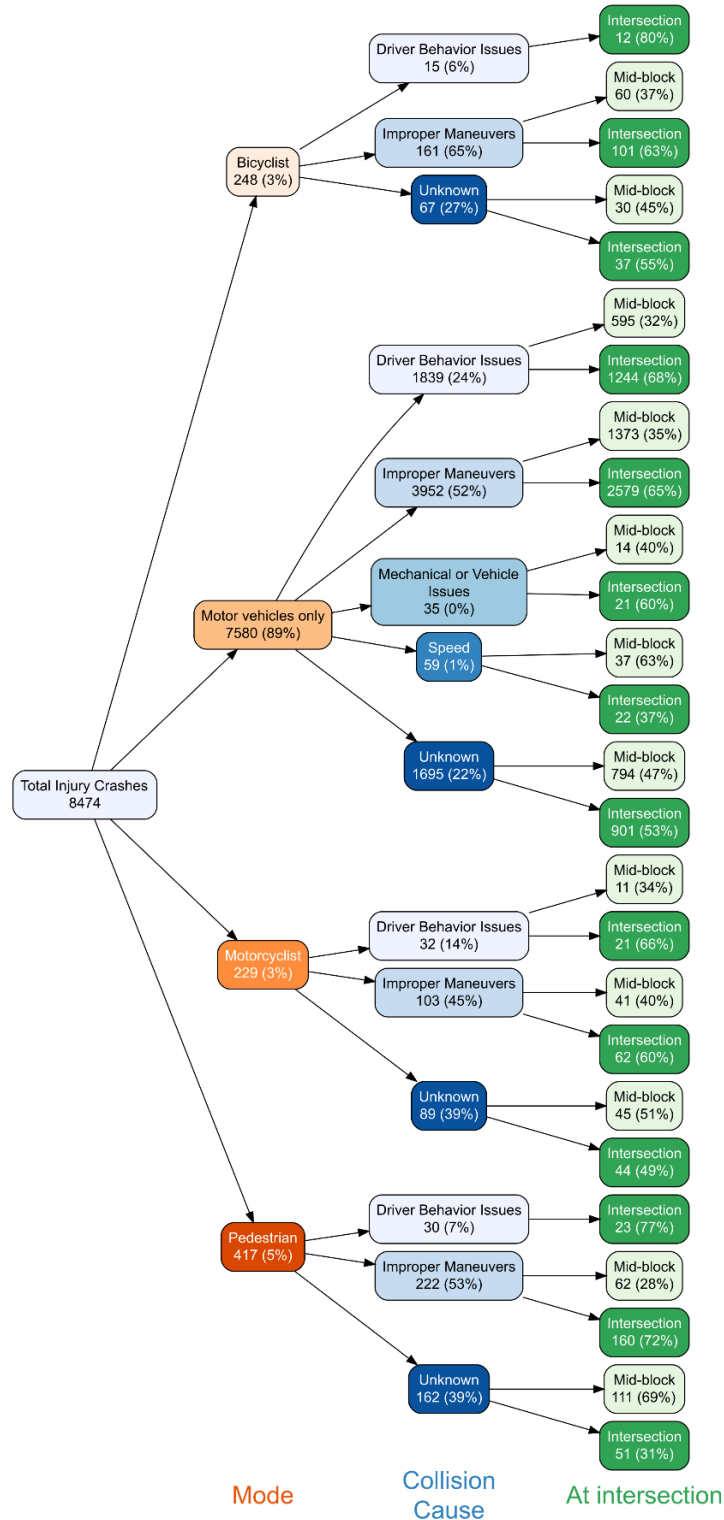 Total Injury Crashes
8474
Bicyclist
248 (3%)
Driver Behavior Issues
15 (6%)
Intersection
12 (80%)
Improper Maneuvers
161 (65%)
Mid-block
60 (37%)
Intersection
101 (63%)
Unknown
67 (27%)
Mid-block
30 (45%)
Intersection
37 (55%)
Motor vehicles only
7580 (89%)
Driver Behavior Issues
1839 (24%)
Mid-block
595 (32%)
Intersection
1244 (68%)
Improper Maneuvers
3952 (52%)
Mid-block
1373 (35%)
Intersection
2579 (65%)
Mechanical or Vehicle
Issues
35 (0%)
Mid-block
14 (40%)
Intersection
21 (60%)
Speed
59 (1%)
Mid-block
37 (63%)
Intersection
22 (37%)
Unknown
1695 (22%)
Mid-block
794 (47%)
Intersection
901 (53%)
Motorcyclist
229 (3%)
Driver Behavior Issues
32 (14%)
Mid-block
11 (34%)
Intersection
21 (66%)
Improper Maneuvers
103 (45%)
Mid-block
41 (40%)
Intersection
62 (60%)
Unknown
89 (39%)
Mid-block
45 (51%)
Intersection
44 (49%)
Pedestrian
417 (5%)
Driver Behavior Issues
30 (7%)
Intersection
23 (77%)
Improper Maneuvers
222 (53%)
Mid-block
62 (28%)
Intersection
160 (72%)
Unknown
162 (39%)
Mid-block
111 (69%)
Intersection
51 (31%)
Mode
Collision
Cause
At intersection